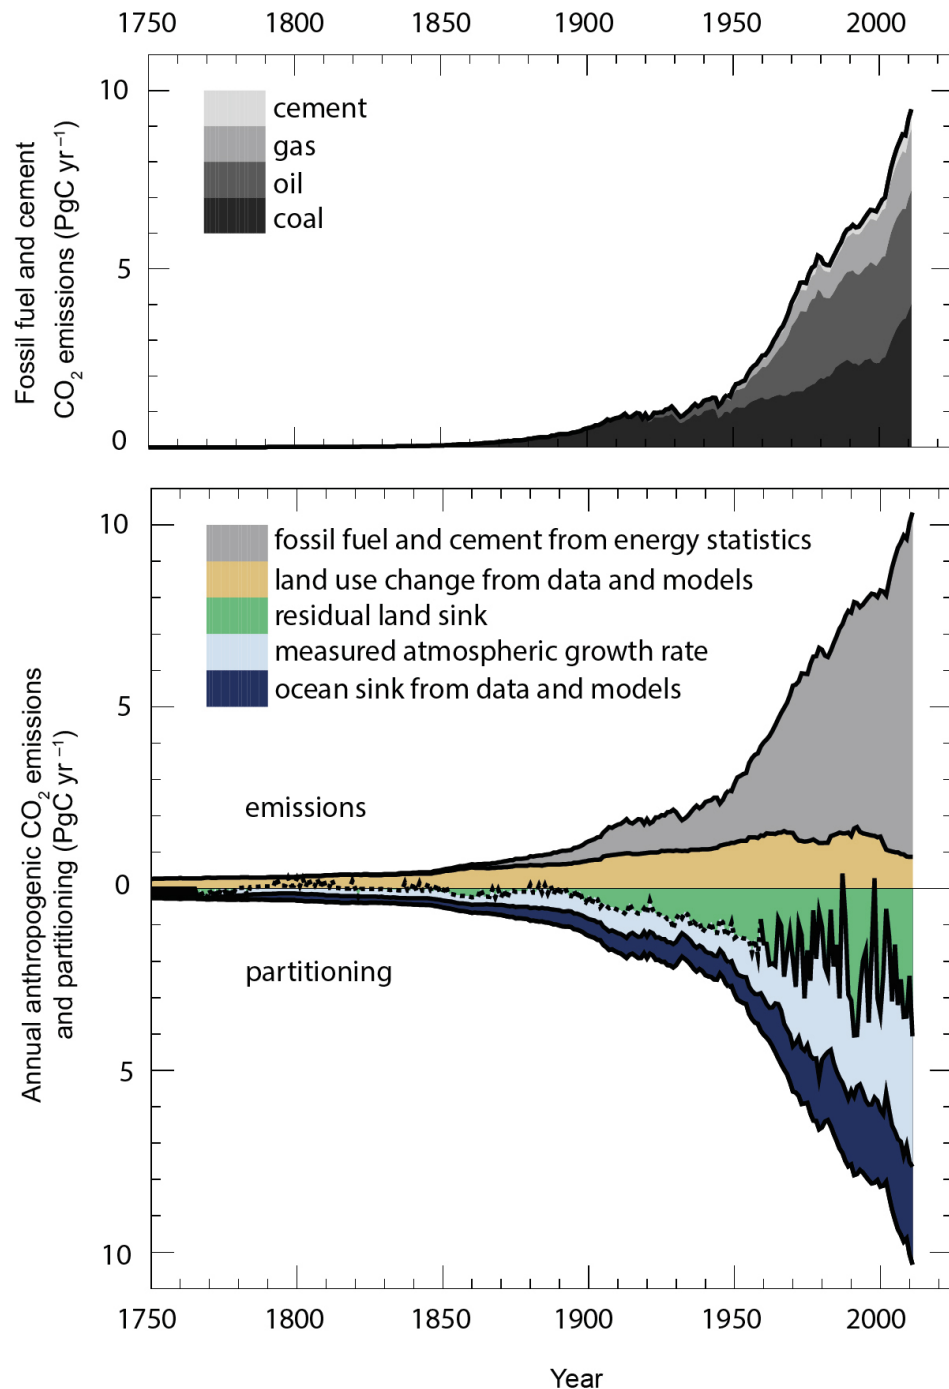 1750 1800 1850 1900 1950 2000
10
5
0
Fossil fuel and cement
CO₂ emissions (PgC yr⁻¹)
cement
gas
oil
coal
10
5
0
5
10
Annual anthropogenic CO₂ emissions
and partitioning (PgC yr⁻¹)
fossil fuel and cement from energy statistics
land use change from data and models
residual land sink
measured atmospheric growth rate
ocean sink from data and models
emissions
partitioning
1750 1800 1850 1900 1950 2000
Year